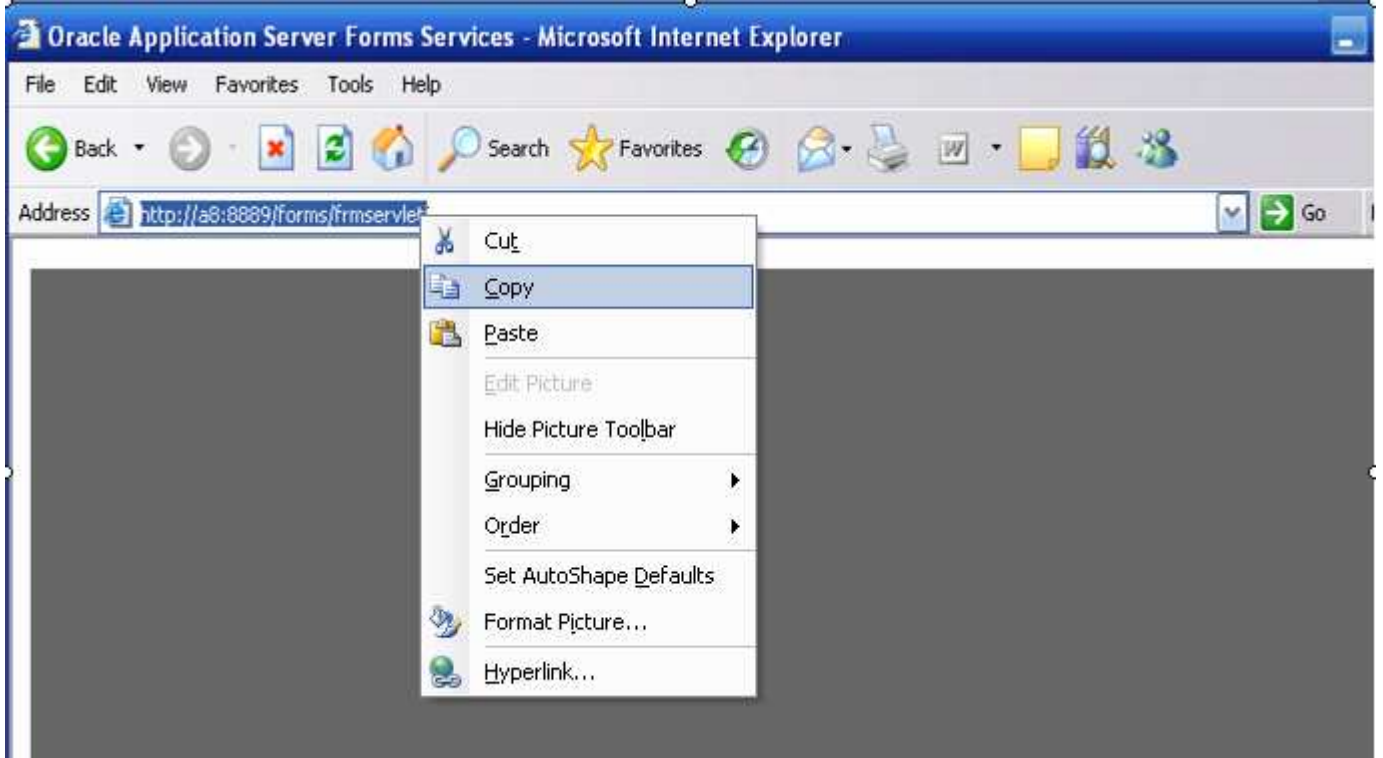 Oracle Application Server Forms Services - Microsoft Internet Explorer
File Edit View Favorites Tools Help
Back Search Favorites
Address http://a8:8889/forms/frmservlet Go
Cut
Copy
Paste
Edit Picture
Hide Picture Toolbar
Grouping
Order
Set AutoShape Defaults
Format Picture...
Hyperlink...